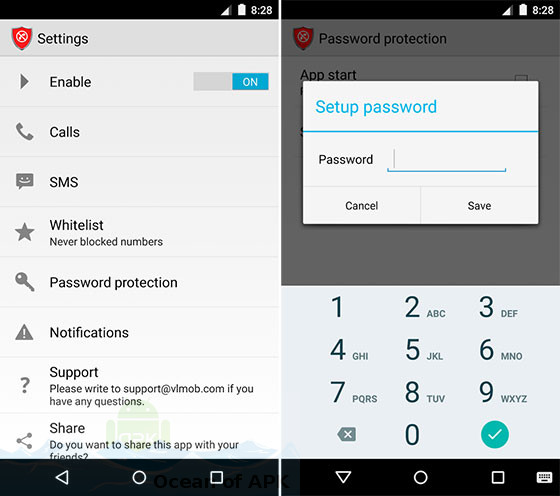 8:28
Settings
Enable
ON
Calls
SMS
Whitelist
Never blocked numbers
Password protection
Notifications
Support
Please write to support@vlmob.com if you
have any questions.
Share
Do you want to share this app with your
friends?
Ocean of APK
8:28
Password protection
App start
Setup password
Password
Cancel
Save
1
2 ABC
3 DEF
4 GHI
5 JKL
6 MNO
7 PQRS
8 TUV
9 WXYZ
0